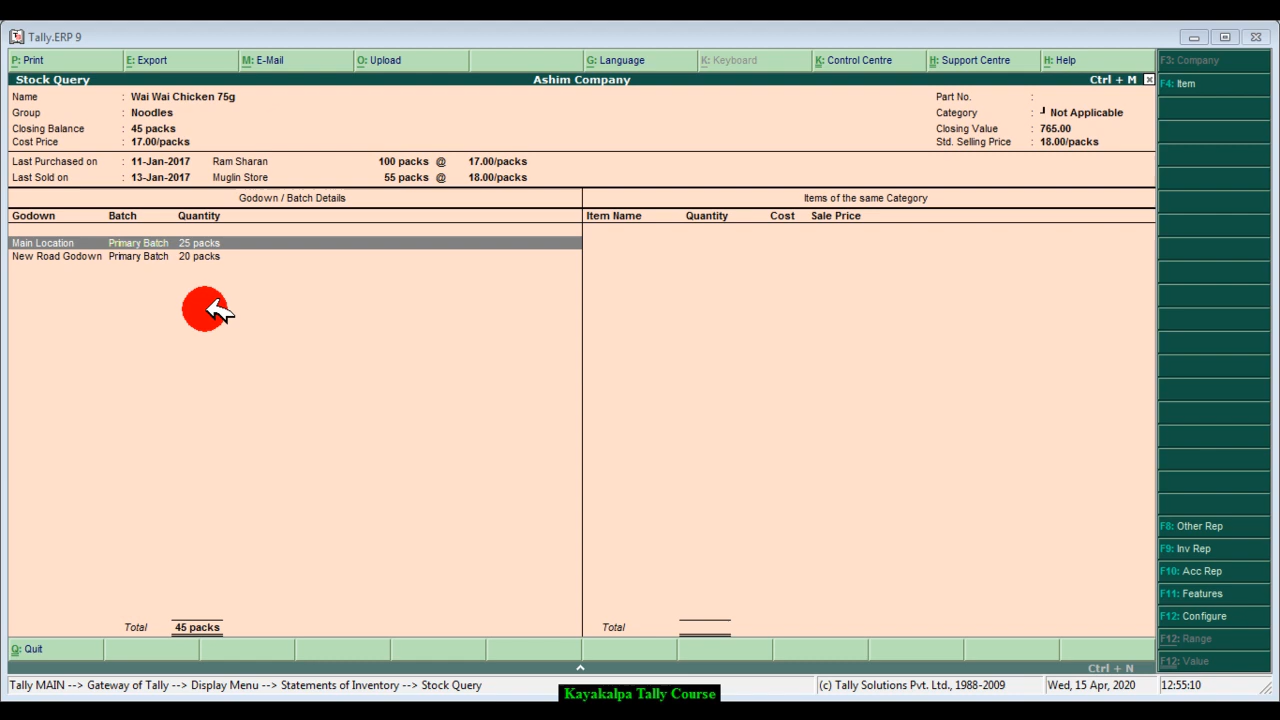 Tally.ERP 9
P: Print E: Export M: E-Mail O: Upload G: Language K: Keyboard K: Control Centre H: Support Centre H: Help
Stock Query Ashim Company Ctrl + M
Name : Wai Wai Chicken 75g Part No. :
Group : Noodles Category : ┘ Not Applicable
Closing Balance : 45 packs Closing Value : 765.00
Cost Price : 17.00/packs Std. Selling Price : 18.00/packs
Last Purchased on : 11-Jan-2017 Ram Sharan 100 packs @ 17.00/packs
Last Sold on : 13-Jan-2017 Muglin Store 55 packs @ 18.00/packs
Godown / Batch Details Items of the same Category
Godown Batch Quantity Item Name Quantity Cost Sale Price
Main Location Primary Batch 25 packs
New Road Godown Primary Batch 20 packs
Total 45 packs Total
Q: Quit
Ctrl + N
F3: Company
F4: Item
F8: Other Rep
F9: Inv Rep
F10: Acc Rep
F11: Features
F12: Configure
F12: Range
F12: Value
Tally MAIN --> Gateway of Tally --> Display Menu --> Statements of Inventory --> Stock Query (c) Tally Solutions Pvt. Ltd., 1988-2009 Wed, 15 Apr, 2020 12:55:10
Kayakalpa Tally Course